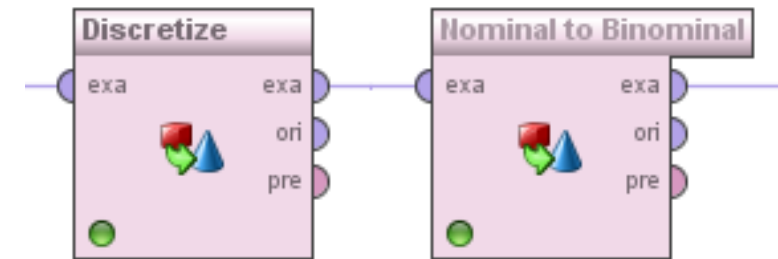 Discretize
exa
exa
ori
pre
Nominal to Binominal
exa
exa
ori
pre